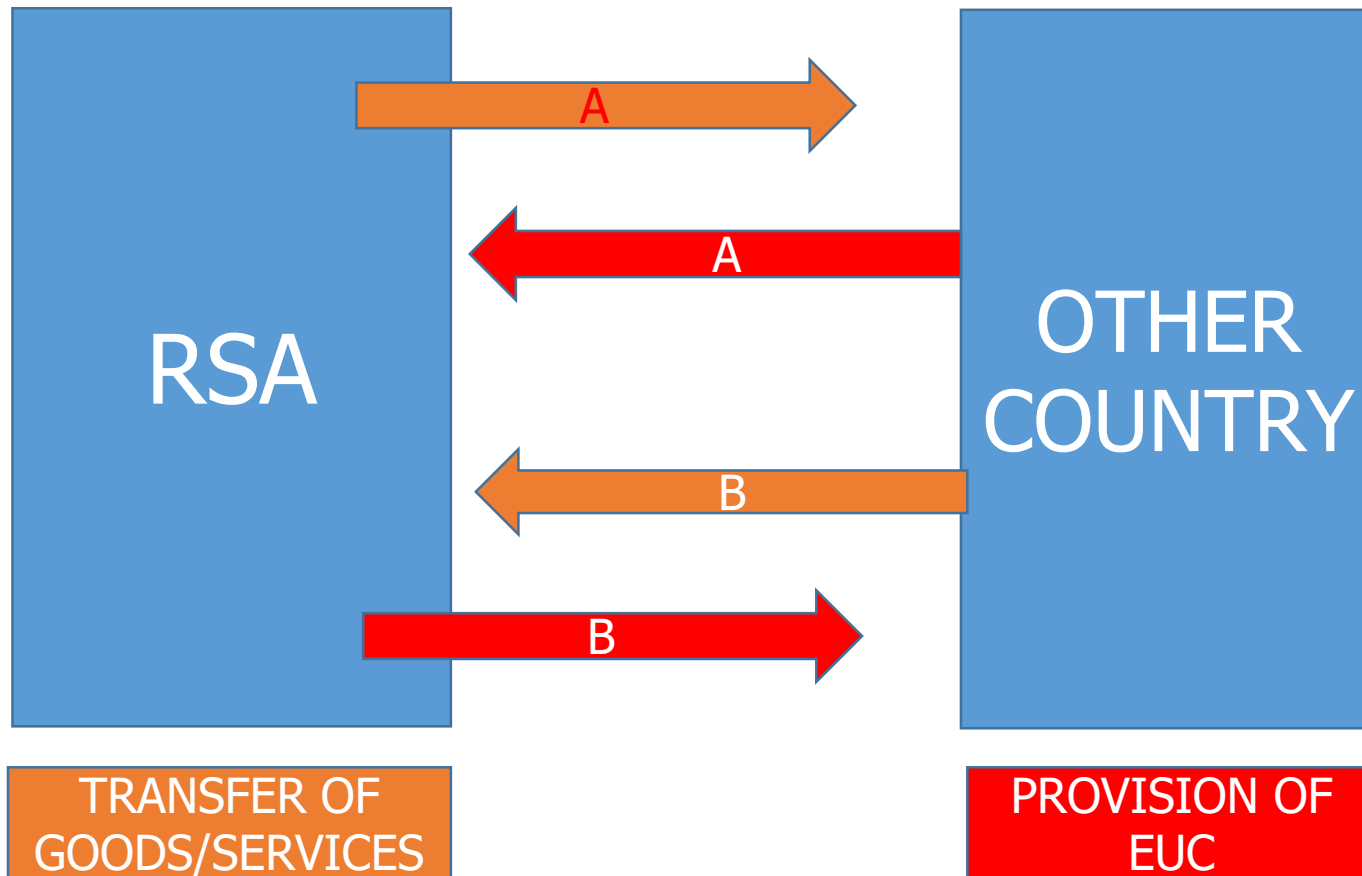 A
A
RSA
OTHER
COUNTRY
B
B
TRANSFER OF
GOODS/SERVICES
PROVISION OF
EUC